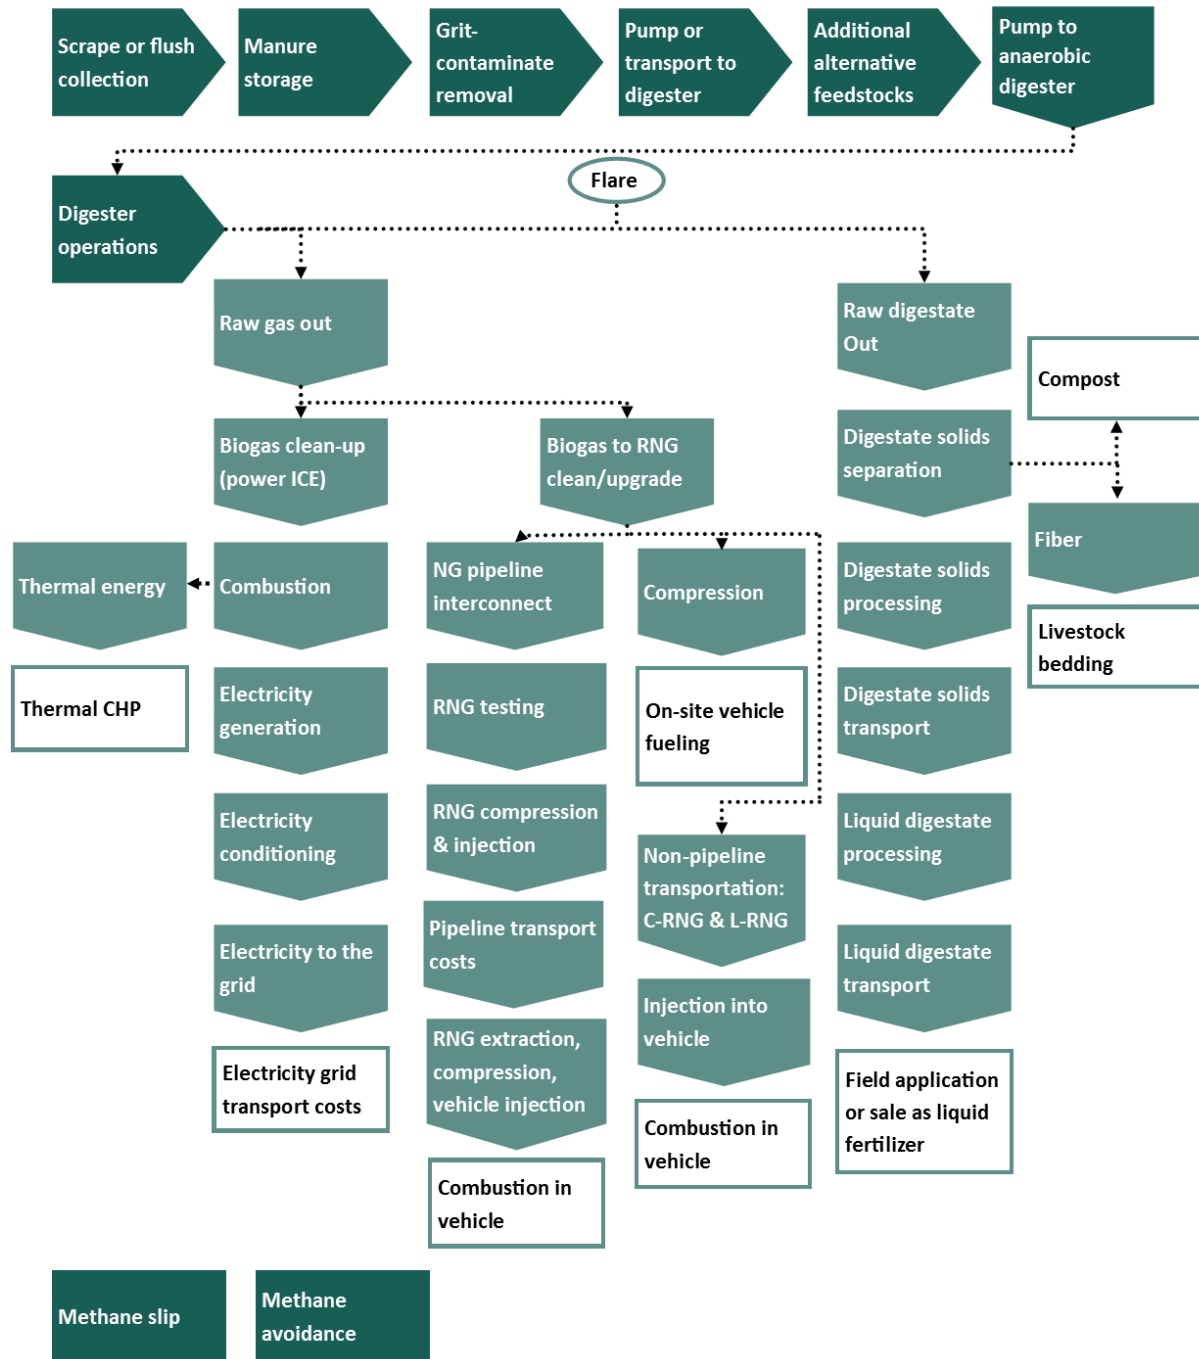 Scrape or flush
collection
Manure
storage
Grit-
contaminate
removal
Pump or
transport to
digester
Additional
alternative
feedstocks
Pump to
anaerobic
digester
Flare
Digester
operations
Raw gas out
Raw digestate
Out
Compost
Biogas clean-up
(power ICE)
Biogas to RNG
clean/upgrade
Digestate solids
separation
Fiber
Thermal energy
Combustion
NG pipeline
interconnect
Compression
Digestate solids
processing
Livestock
bedding
Thermal CHP
Electricity
generation
RNG testing
On-site vehicle
fueling
Digestate solids
transport
Electricity
conditioning
RNG compression
& injection
Non-pipeline
transportation:
C-RNG & L-RNG
Liquid digestate
processing
Electricity to the
grid
Pipeline transport
costs
Injection into
vehicle
Liquid digestate
transport
Electricity grid
transport costs
RNG extraction,
compression,
vehicle injection
Combustion in
vehicle
Field application
or sale as liquid
fertilizer
Combustion in
vehicle
Methane slip
Methane
avoidance